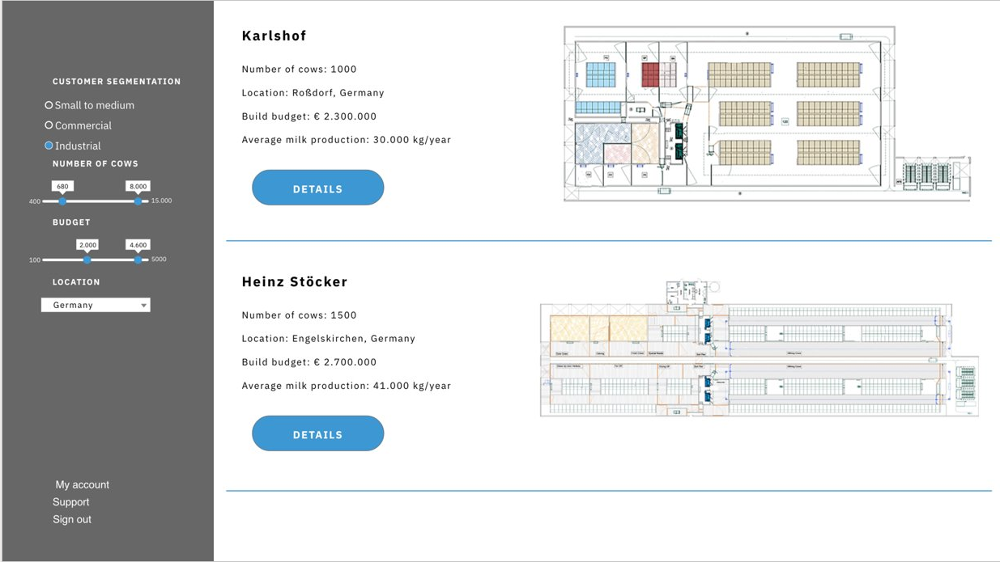 CUSTOMER SEGMENTATION
Small to medium
Commercial
Industrial
NUMBER OF COWS
680 8.000
400 15.000
BUDGET
2.000 4.600
100 5000
LOCATION
Germany
My account
Support
Sign out
Karlshof
Number of cows: 1000
Location: Roßdorf, Germany
Build budget: € 2.300.000
Average milk production: 30.000 kg/year
DETAILS
Heinz Stöcker
Number of cows: 1500
Location: Engelskirchen, Germany
Build budget: € 2.700.000
Average milk production: 41.000 kg/year
DETAILS